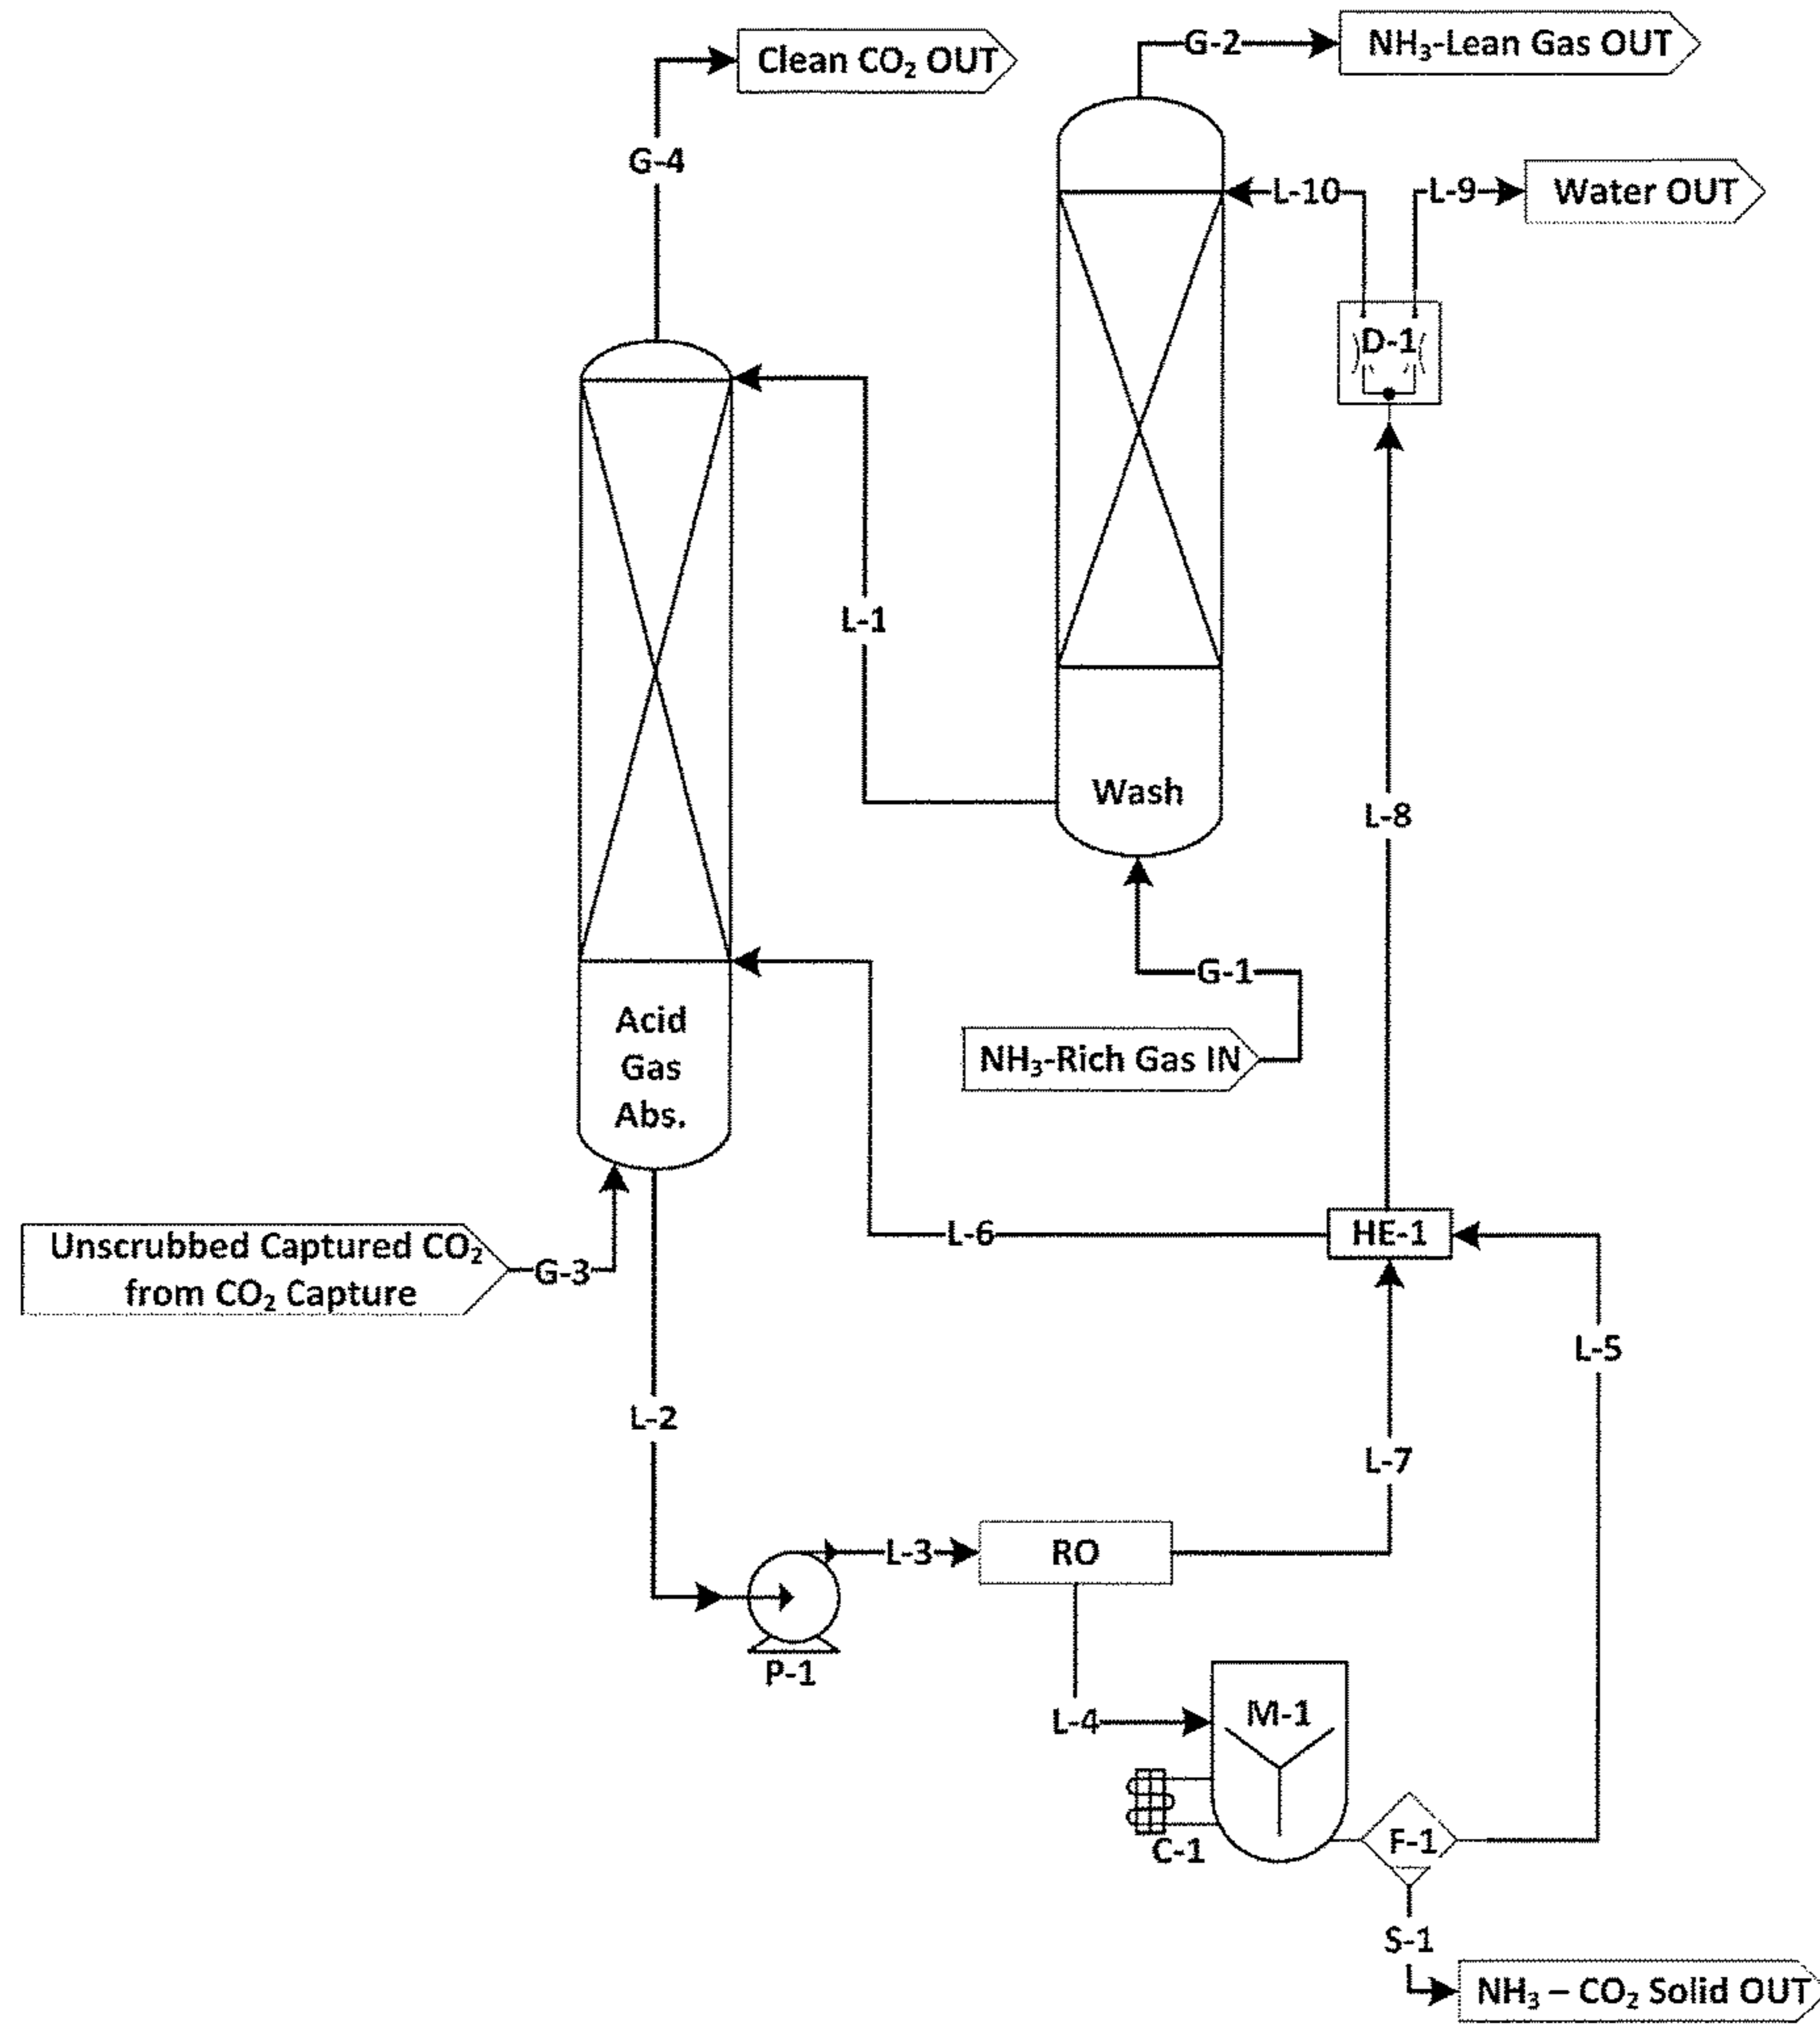 G-2
NH₃-Lean Gas OUT
Clean CO₂ OUT
G-4
L-10
L-9
Water OUT
D-1
L-1
Wash
L-8
G-1
Acid
Gas
Abs.
NH₃-Rich Gas IN
L-6
HE-1
Unscrubbed Captured CO₂
from CO₂ Capture
G-3
L-5
L-2
L-7
L-3
RO
P-1
L-4
M-1
C-1
F-1
S-1
NH₃ – CO₂ Solid OUT